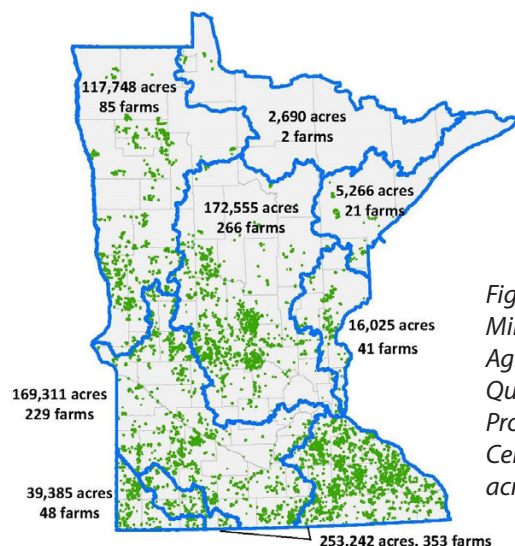 117,748 acres
85 farms
2,690 acres
2 farms
5,266 acres
21 farms
172,555 acres
266 farms
16,025 acres
41 farms
169,311 acres
229 farms
39,385 acres
48 farms
253,242 acres, 353 farms